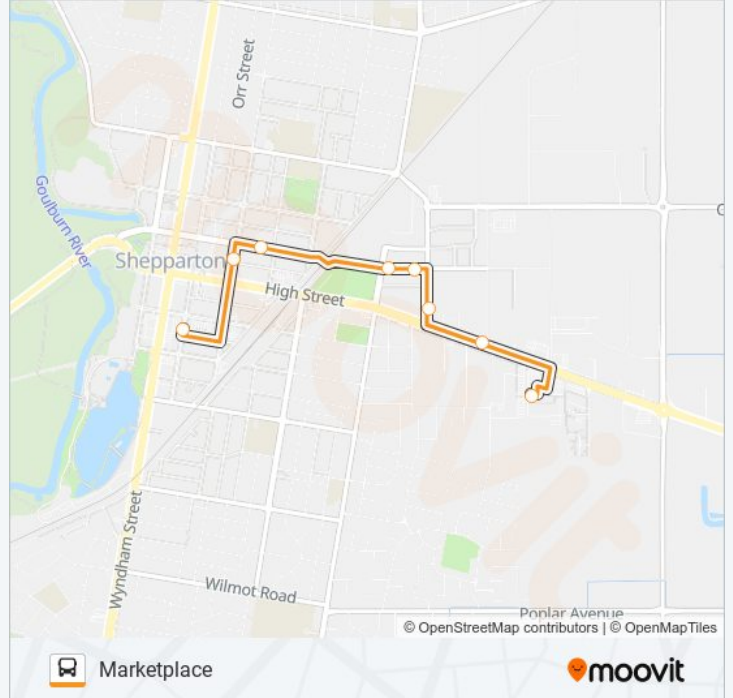 Orr Street
Goulburn River
Shepparton
High Street
Wyndham Street
Wilmot Road
Poplar Avenue
© OpenStreetMap contributors | © OpenMapTiles
Marketplace
moovit